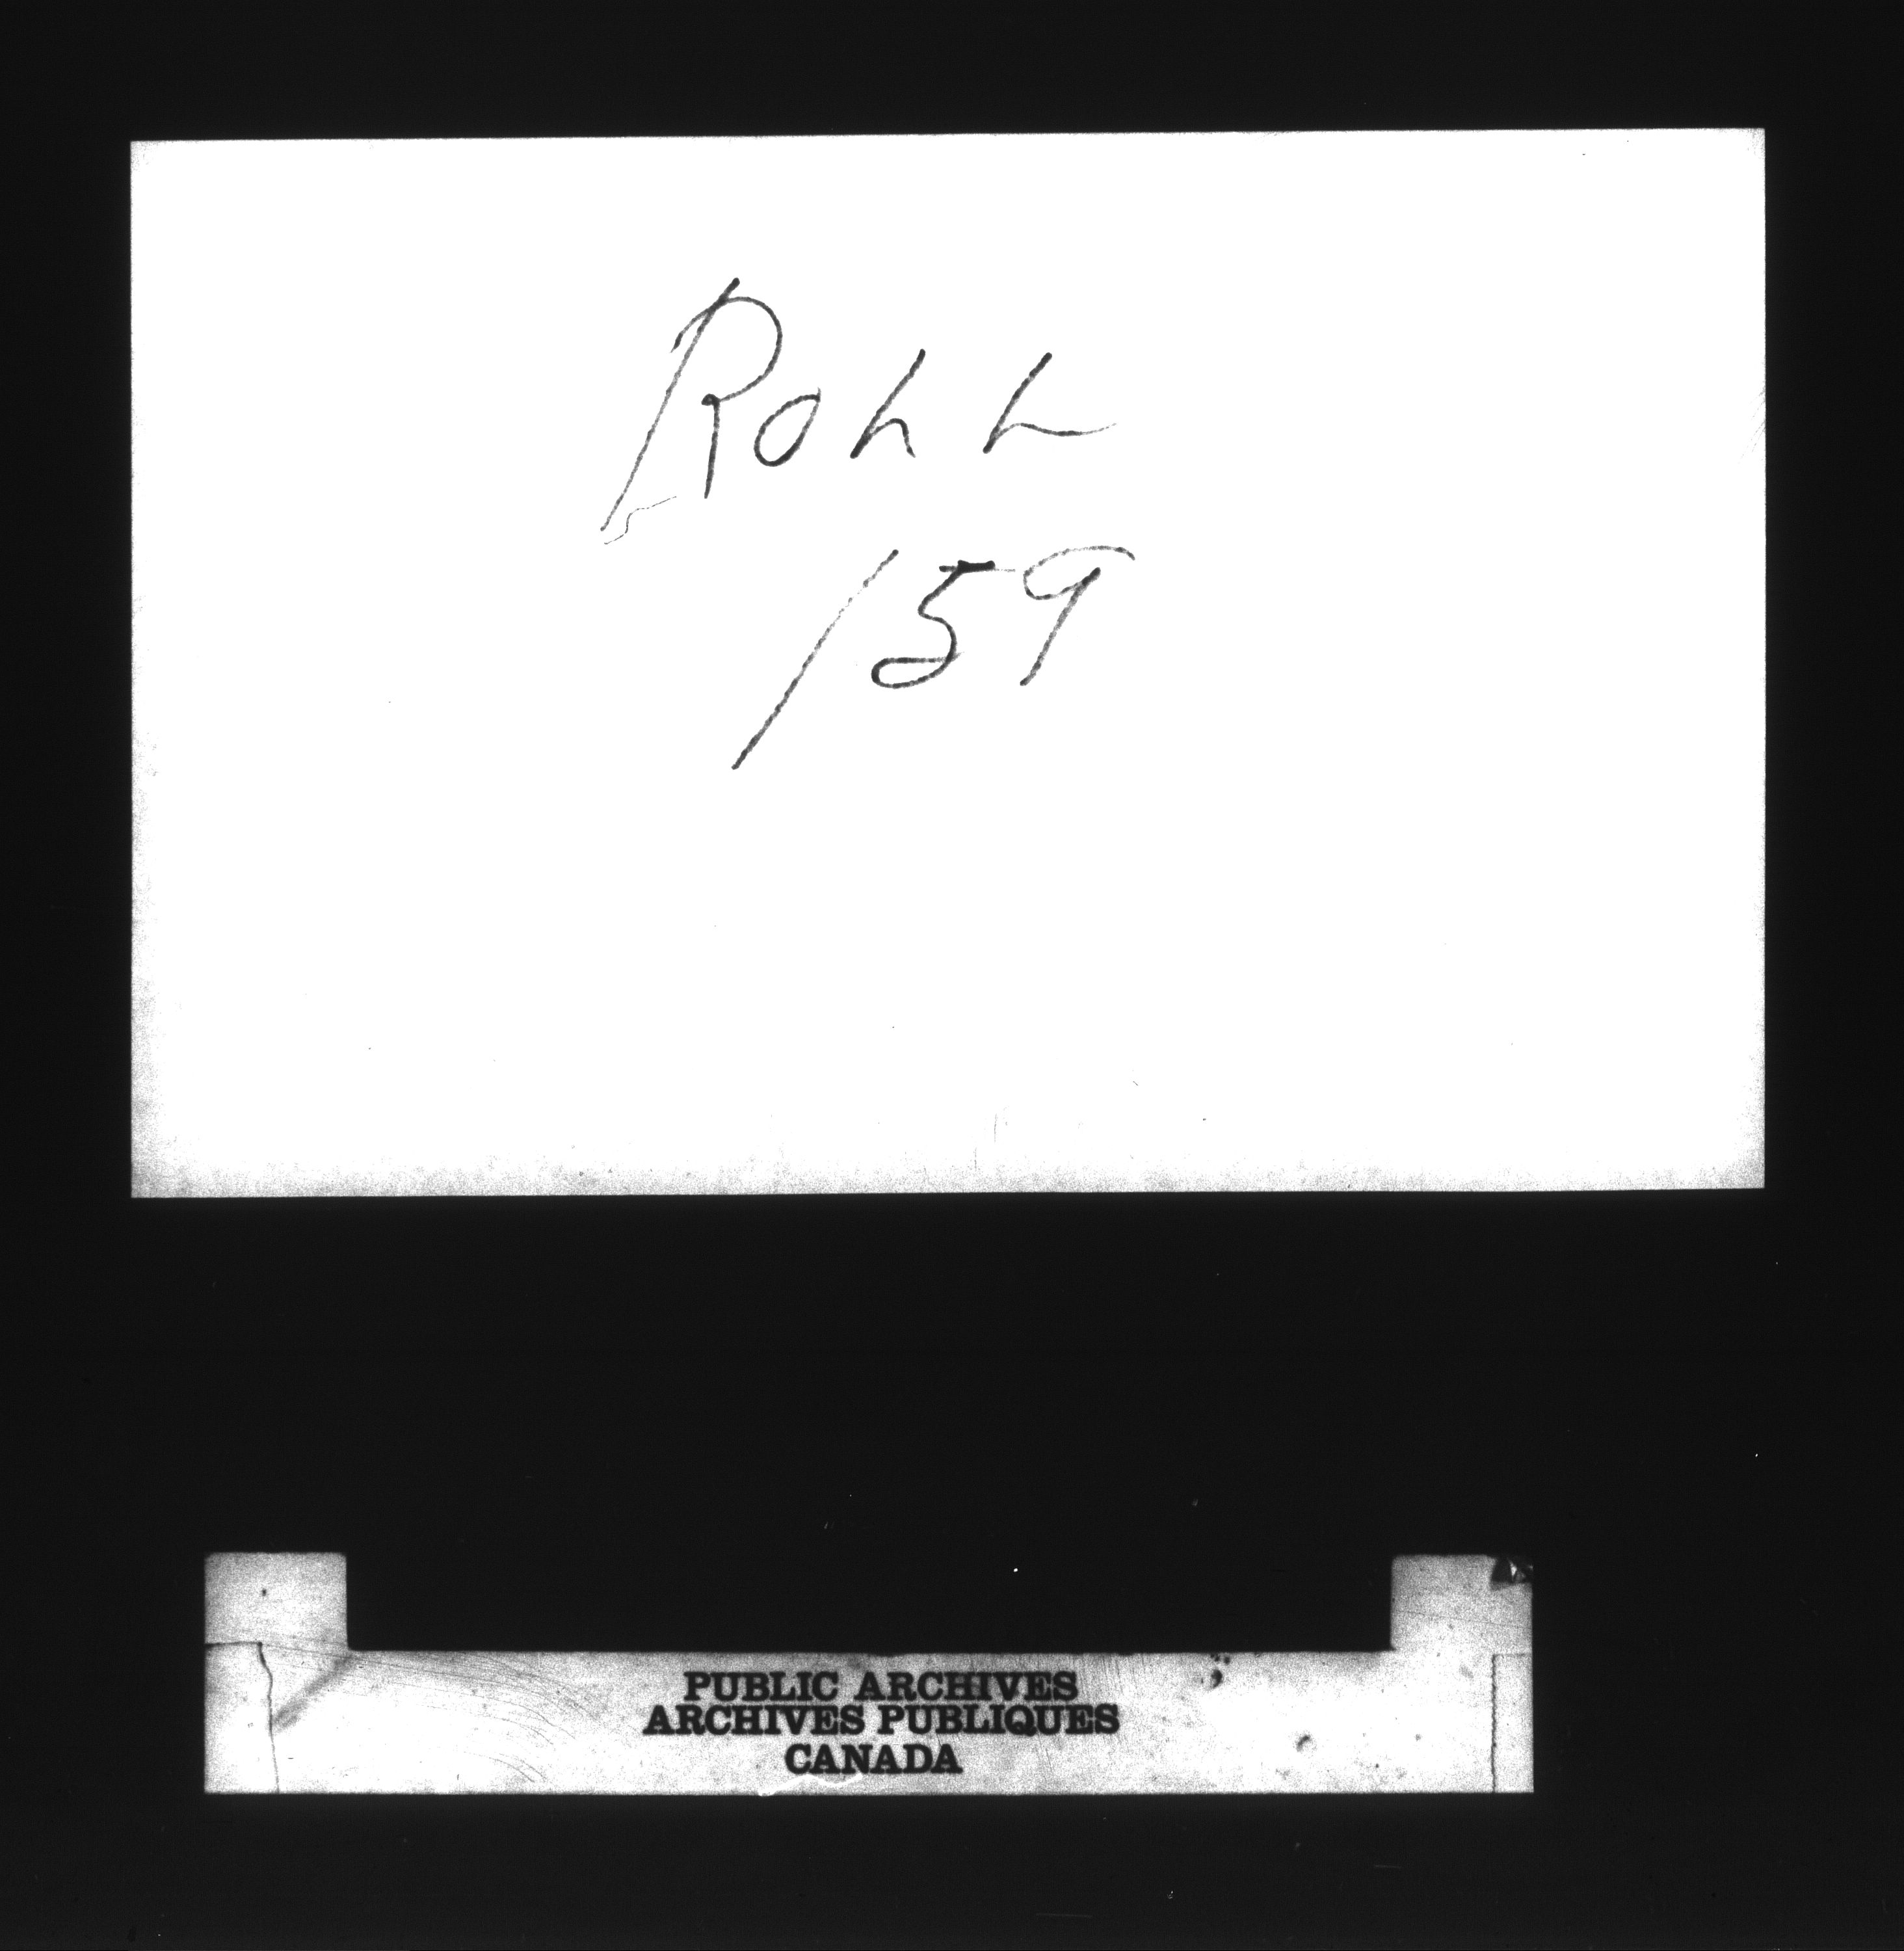 RoLL
159
PUBLIC ARCHIVES
ARCHIVES PUBLIQUES
CANADA